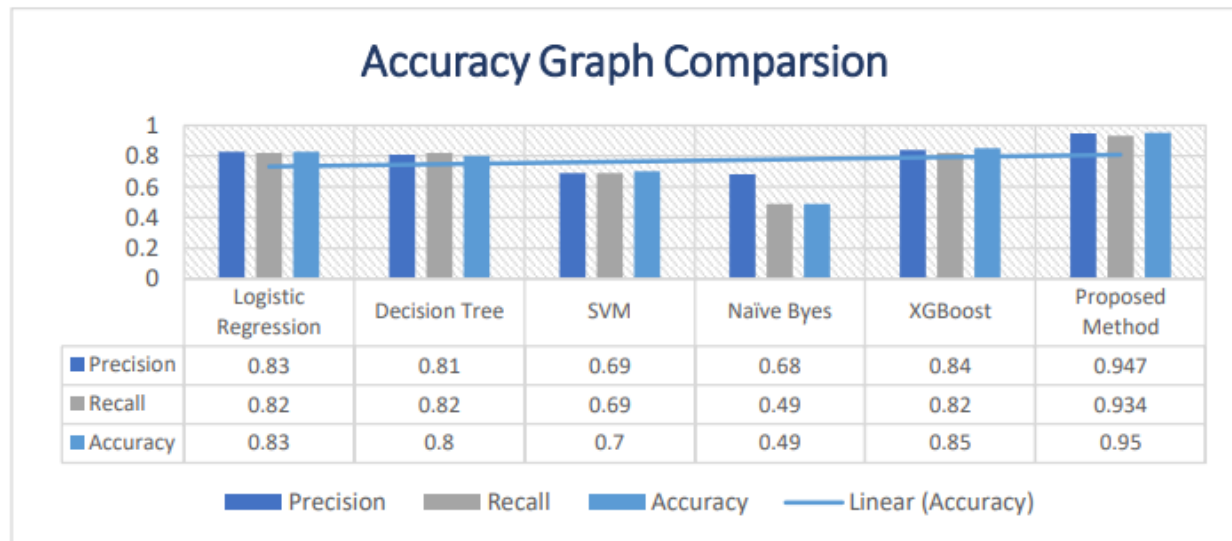 Accuracy Graph Comparsion
1
0.8
0.6
0.4
0.2
0
Logistic
Regression
Decision Tree
SVM
Naïve Byes
XGBoost
Proposed
Method
Precision 0.83 0.81 0.69 0.68 0.84 0.947
Recall 0.82 0.82 0.69 0.49 0.82 0.934
Accuracy 0.83 0.8 0.7 0.49 0.85 0.95
Precision Recall Accuracy Linear (Accuracy)